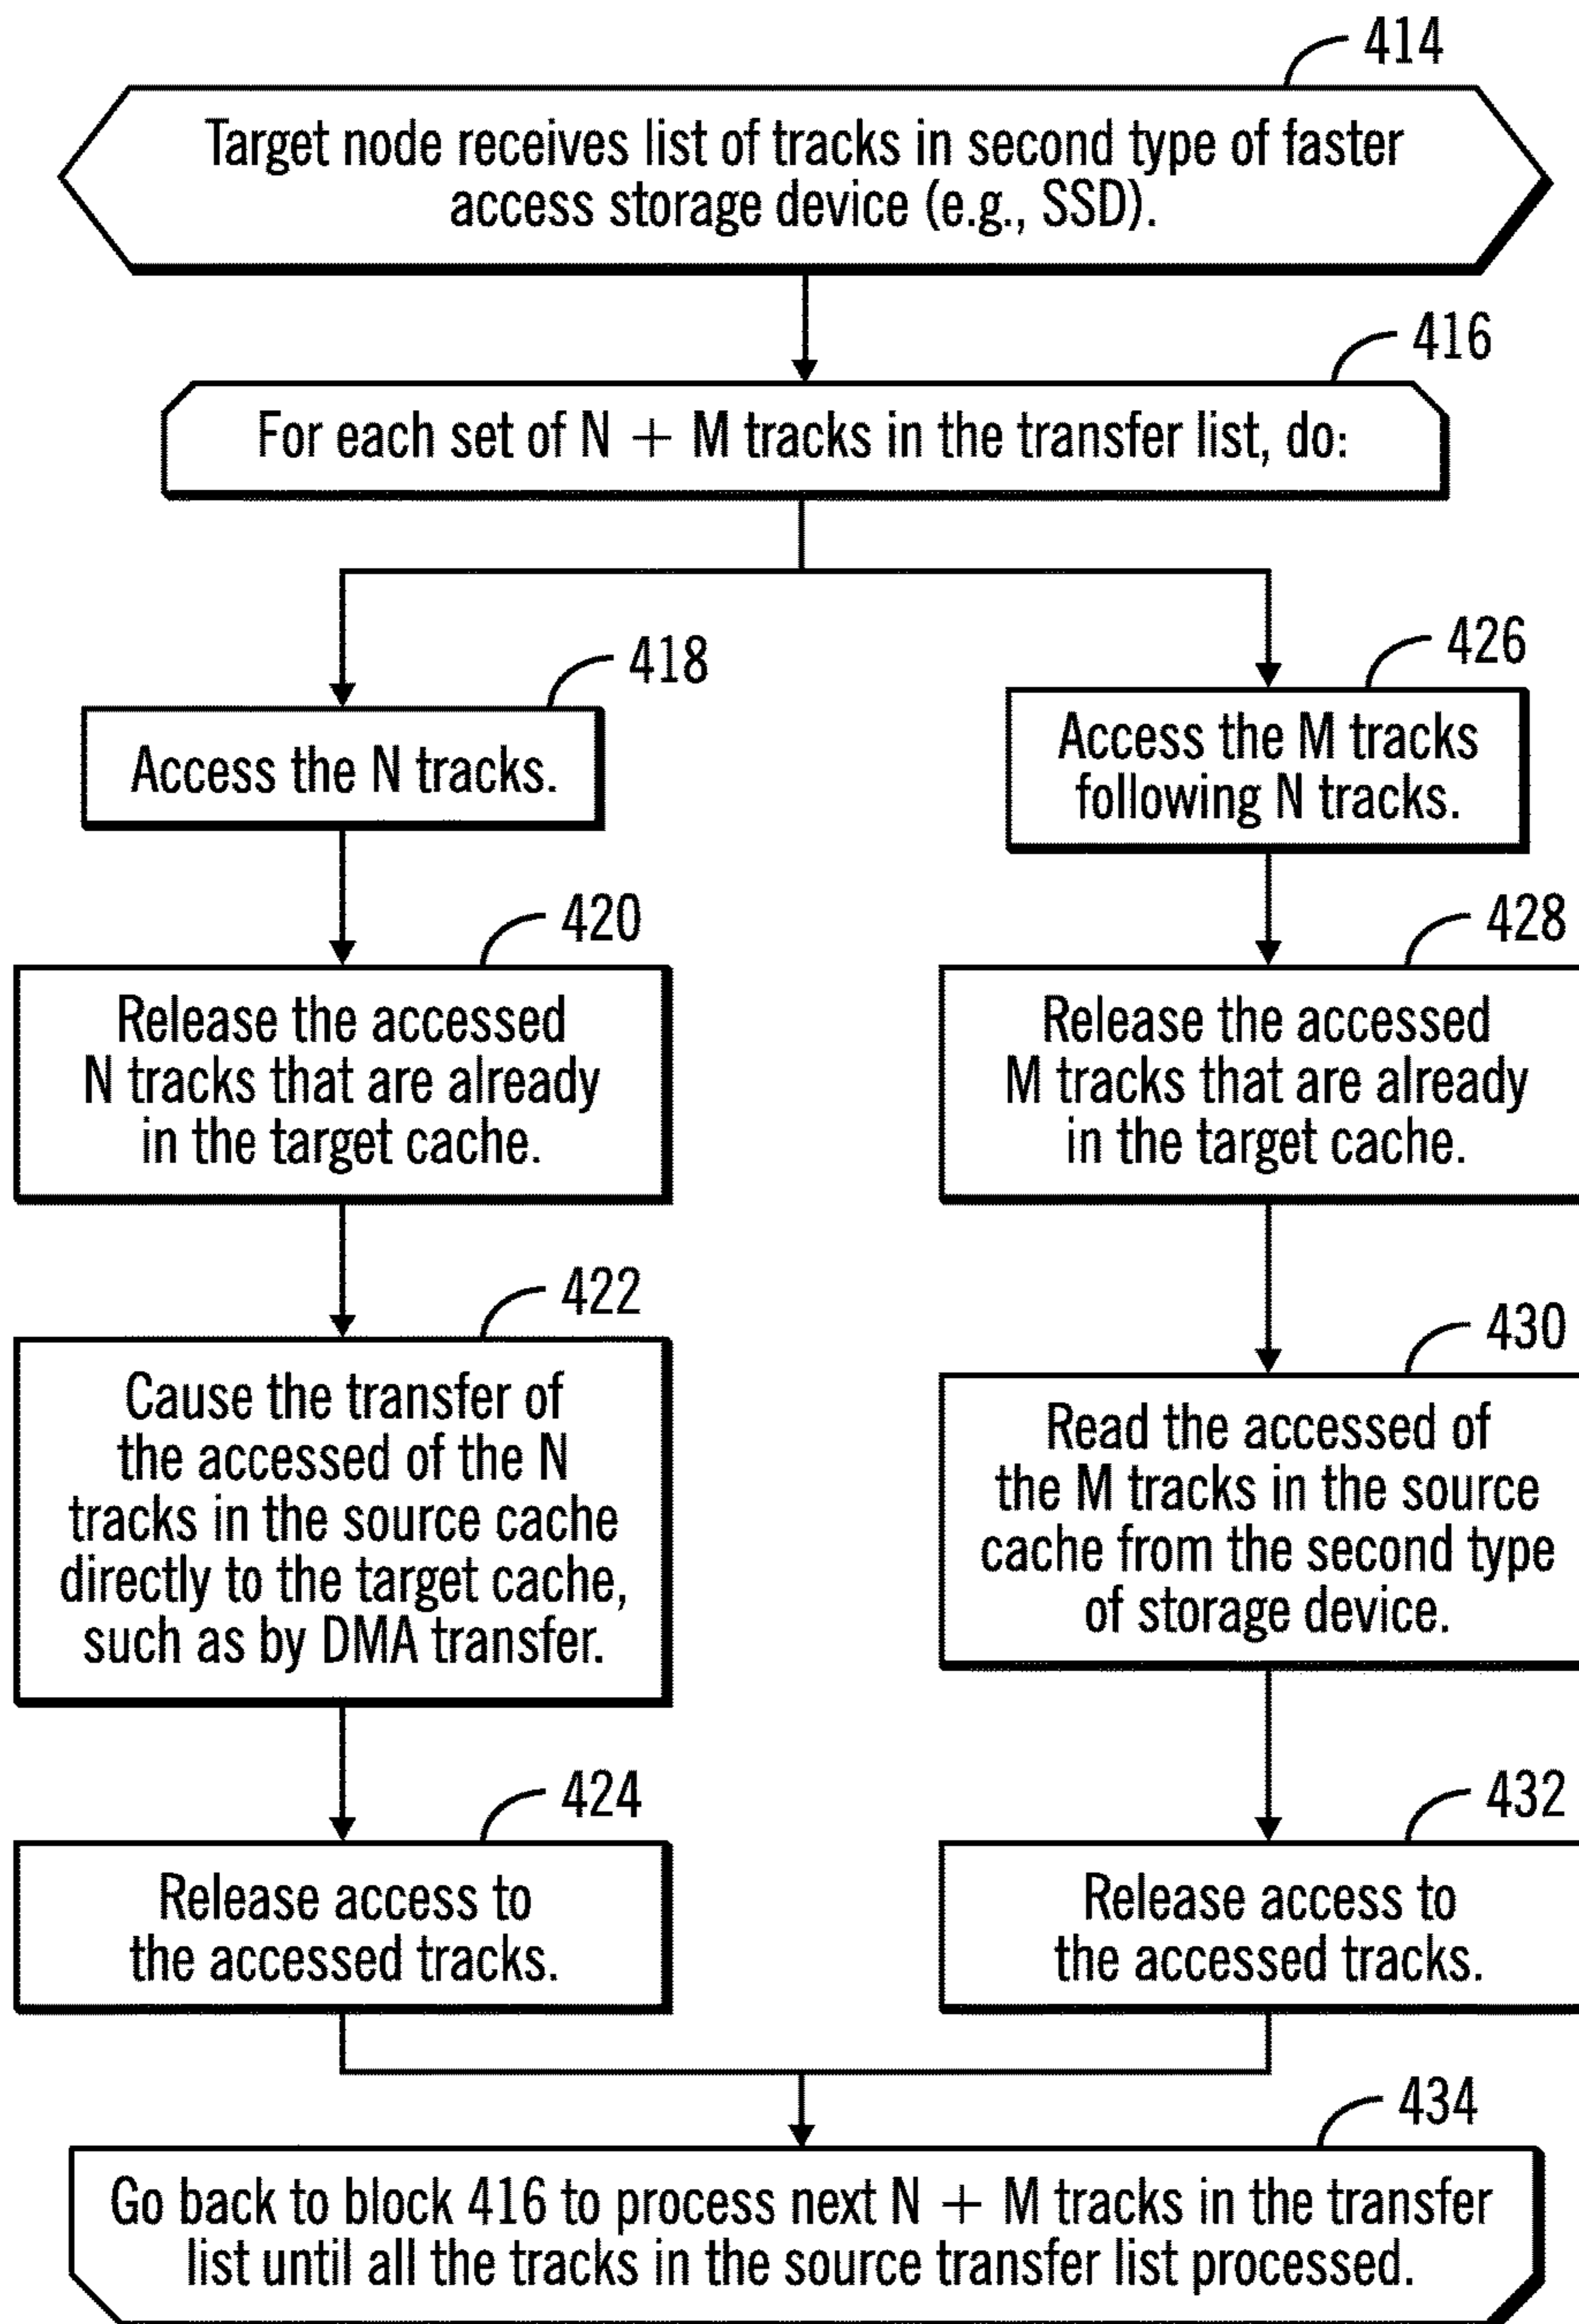 414
Target node receives list of tracks in second type of faster
access storage device (e.g., SSD).
416
For each set of N + M tracks in the transfer list, do:
418
Access the N tracks.
420
Release the accessed
N tracks that are already
in the target cache.
422
Cause the transfer of
the accessed of the N
tracks in the source cache
directly to the target cache,
such as by DMA transfer.
424
Release access to
the accessed tracks.
426
Access the M tracks
following N tracks.
428
Release the accessed
M tracks that are already
in the target cache.
430
Read the accessed of
the M tracks in the source
cache from the second type
of storage device.
432
Release access to
the accessed tracks.
434
Go back to block 416 to process next N + M tracks in the transfer
list until all the tracks in the source transfer list processed.